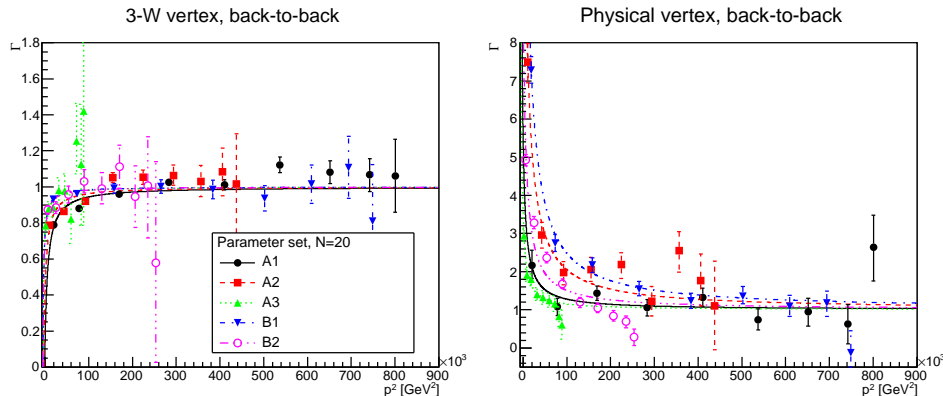 3-W vertex, back-to-back
Γ
1.8
1.6
1.4
1.2
1
0.8
0.6
0.4
0.2
0
Parameter set, N=20
A1
A2
A3
B1
B2
0 100 200 300 400 500 600 700 800 900
×10³
p² [GeV²]
Physical vertex, back-to-back
Γ
8
7
6
5
4
3
2
1
0
0 100 200 300 400 500 600 700 800 900
×10³
p² [GeV²]